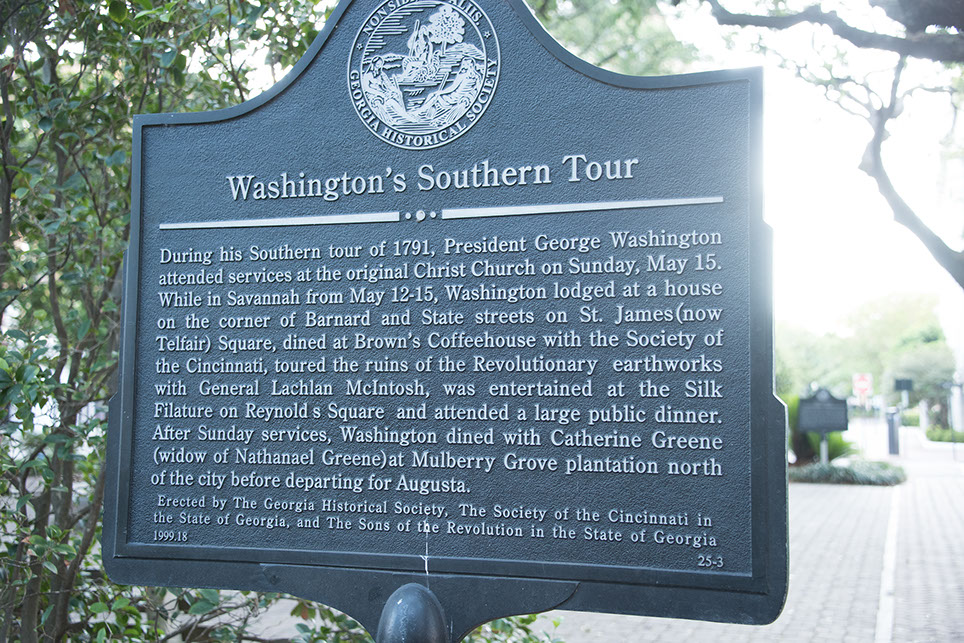 NON SIBI SED ALIIS.
GEORGIA HISTORICAL SOCIETY
Washington's Southern Tour
During his Southern tour of 1791, President George Washington
attended services at the original Christ Church on Sunday, May 15.
While in Savannah from May 12-15, Washington lodged at a house
on the corner of Barnard and State streets on St. James(now
Telfair) Square, dined at Brown's Coffeehouse with the Society of
the Cincinnati, toured the ruins of the Revolutionary earthworks
with General Lachlan McIntosh, was entertained at the Silk
Filature on Reynold s Square and attended a large public dinner.
After Sunday services, Washington dined with Catherine Greene
(widow of Nathanael Greene)at Mulberry Grove plantation north
of the city before departing for Augusta.
Erected by The Georgia Historical Society, The Society of the Cincinnati in
the State of Georgia, and The Sons of the Revolution in the State of Georgia
1999.18
25-3